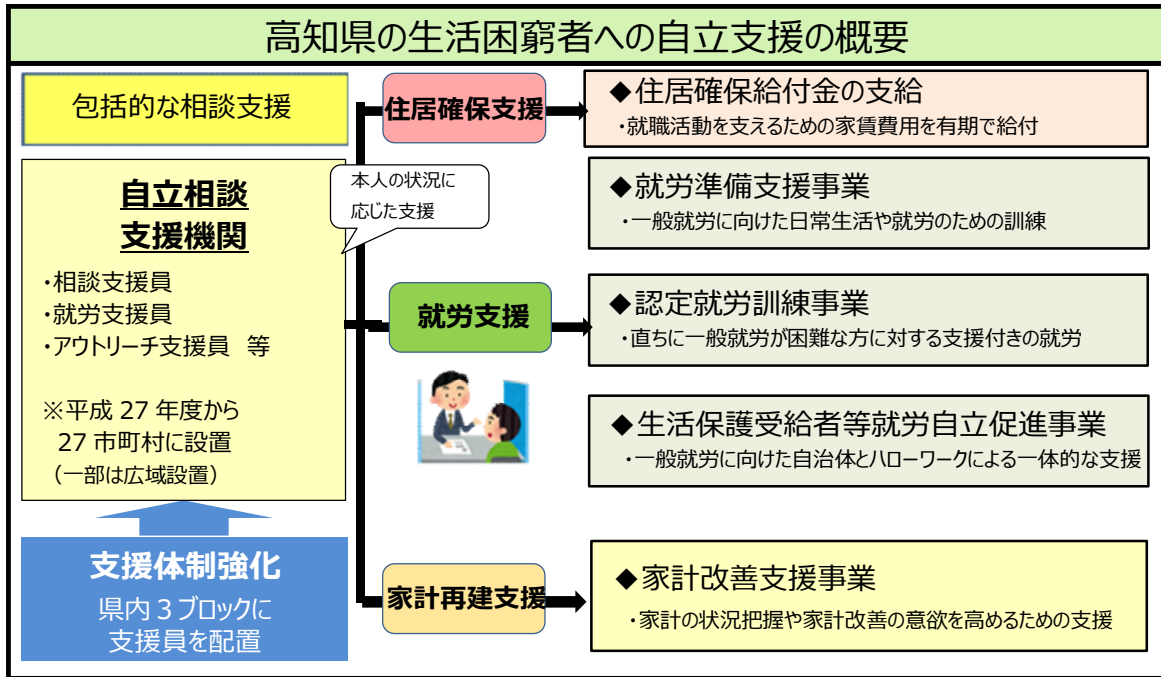 高知県の生活困窮者への自立支援の概要
包括的な相談支援
自立相談
支援機関
・相談支援員
・就労支援員
・アウトリーチ支援員 等
※平成 27 年度から
27 市町村に設置
(一部は広域設置)
支援体制強化
県内 3 ブロックに
支援員を配置
本人の状況に
応じた支援
住居確保支援
◆住居確保給付金の支給
・就職活動を支えるための家賃費用を有期で給付
就労支援
◆就労準備支援事業
・一般就労に向けた日常生活や就労のための訓練
◆認定就労訓練事業
・直ちに一般就労が困難な方に対する支援付きの就労
◆生活保護受給者等就労自立促進事業
・一般就労に向けた自治体とハローワークによる一体的な支援
家計再建支援
◆家計改善支援事業
・家計の状況把握や家計改善の意欲を高めるための支援